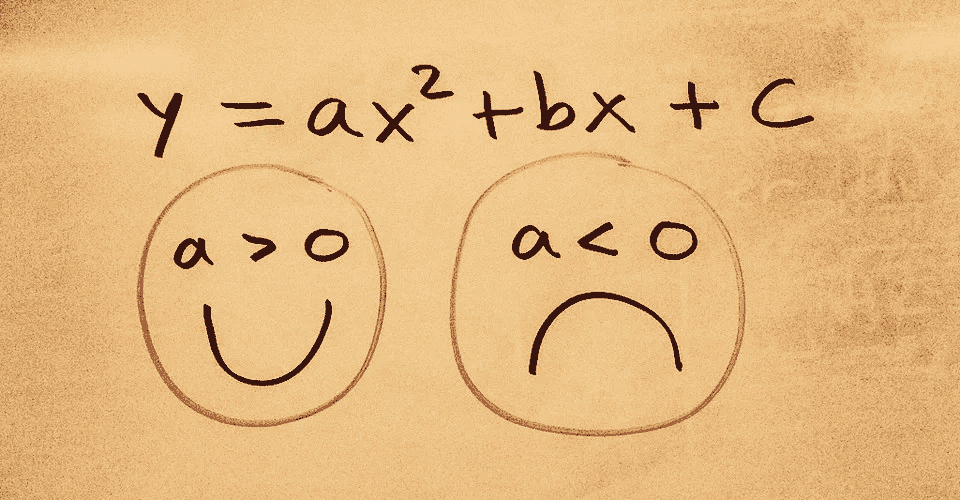 y = ax² + bx + c
a > 0
a < 0